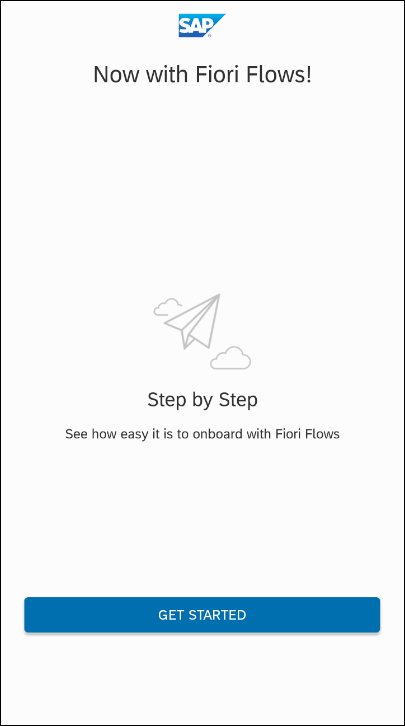 SAP
Now with Fiori Flows!
Step by Step
See how easy it is to onboard with Fiori Flows
GET STARTED